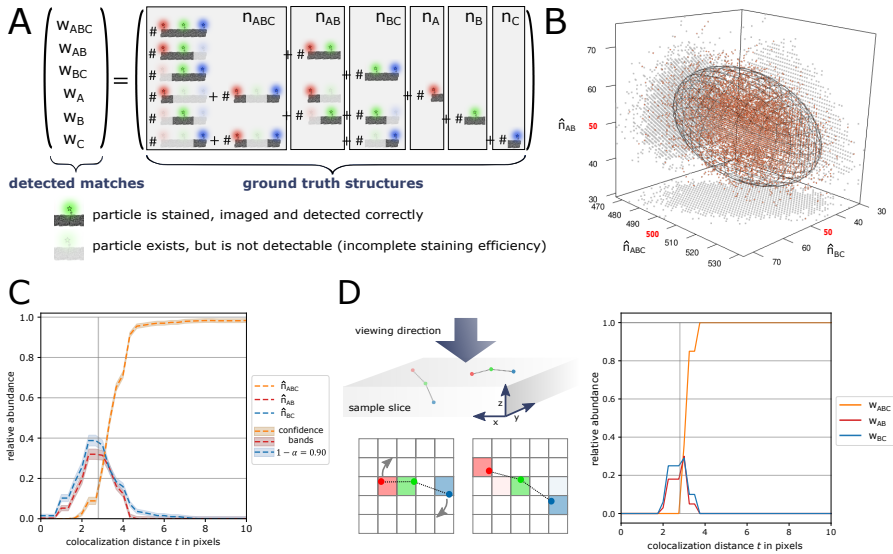 A
w_ABC
w_AB
w_BC
w_A
w_B
w_C
=
n_ABC
n_AB
n_BC
n_A
n_B
n_C
#
# + #
# + #
# + # + #
# + # + # + #
# + # + # + #
detected matches
ground truth structures
particle is stained, imaged and detected correctly
particle exists, but is not detectable (incomplete staining efficiency)
B
70
60
n̂_AB
50
40
30
470
480
490
500
510
520
530
n̂_ABC
30
40
50
60
70
n̂_BC
C
1.0
0.8
0.6
0.4
0.2
0.0
relative abundance
0 2 4 6 8 10
colocalization distance t in pixels
n̂_ABC
n̂_AB
n̂_BC
confidence
bands
1 − α = 0.90
D
viewing direction
sample slice
z
x
y
1.0
0.8
0.6
0.4
0.2
0.0
relative abundance
0 2 4 6 8 10
colocalization distance t in pixels
w_ABC
w_AB
w_BC